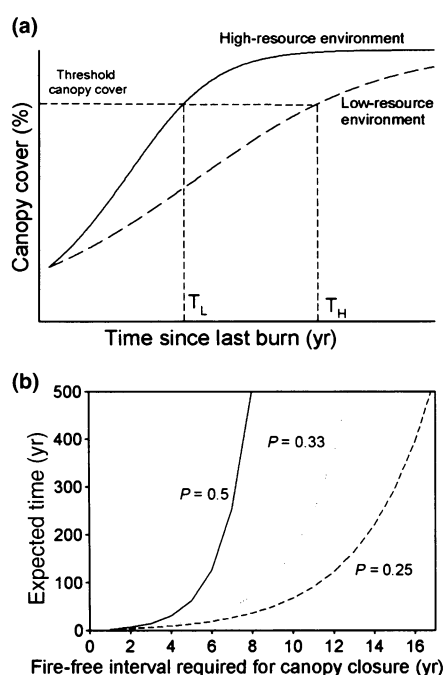 (a)
High-resource environment
Threshold
canopy cover
Low-resource
environment
Canopy cover (%)
T_L
T_H
Time since last burn (yr)
(b)
500
400
300
200
100
0
Expected time (yr)
P = 0.33
P = 0.5
P = 0.25
0 2 4 6 8 10 12 14 16
Fire-free interval required for canopy closure (yr)